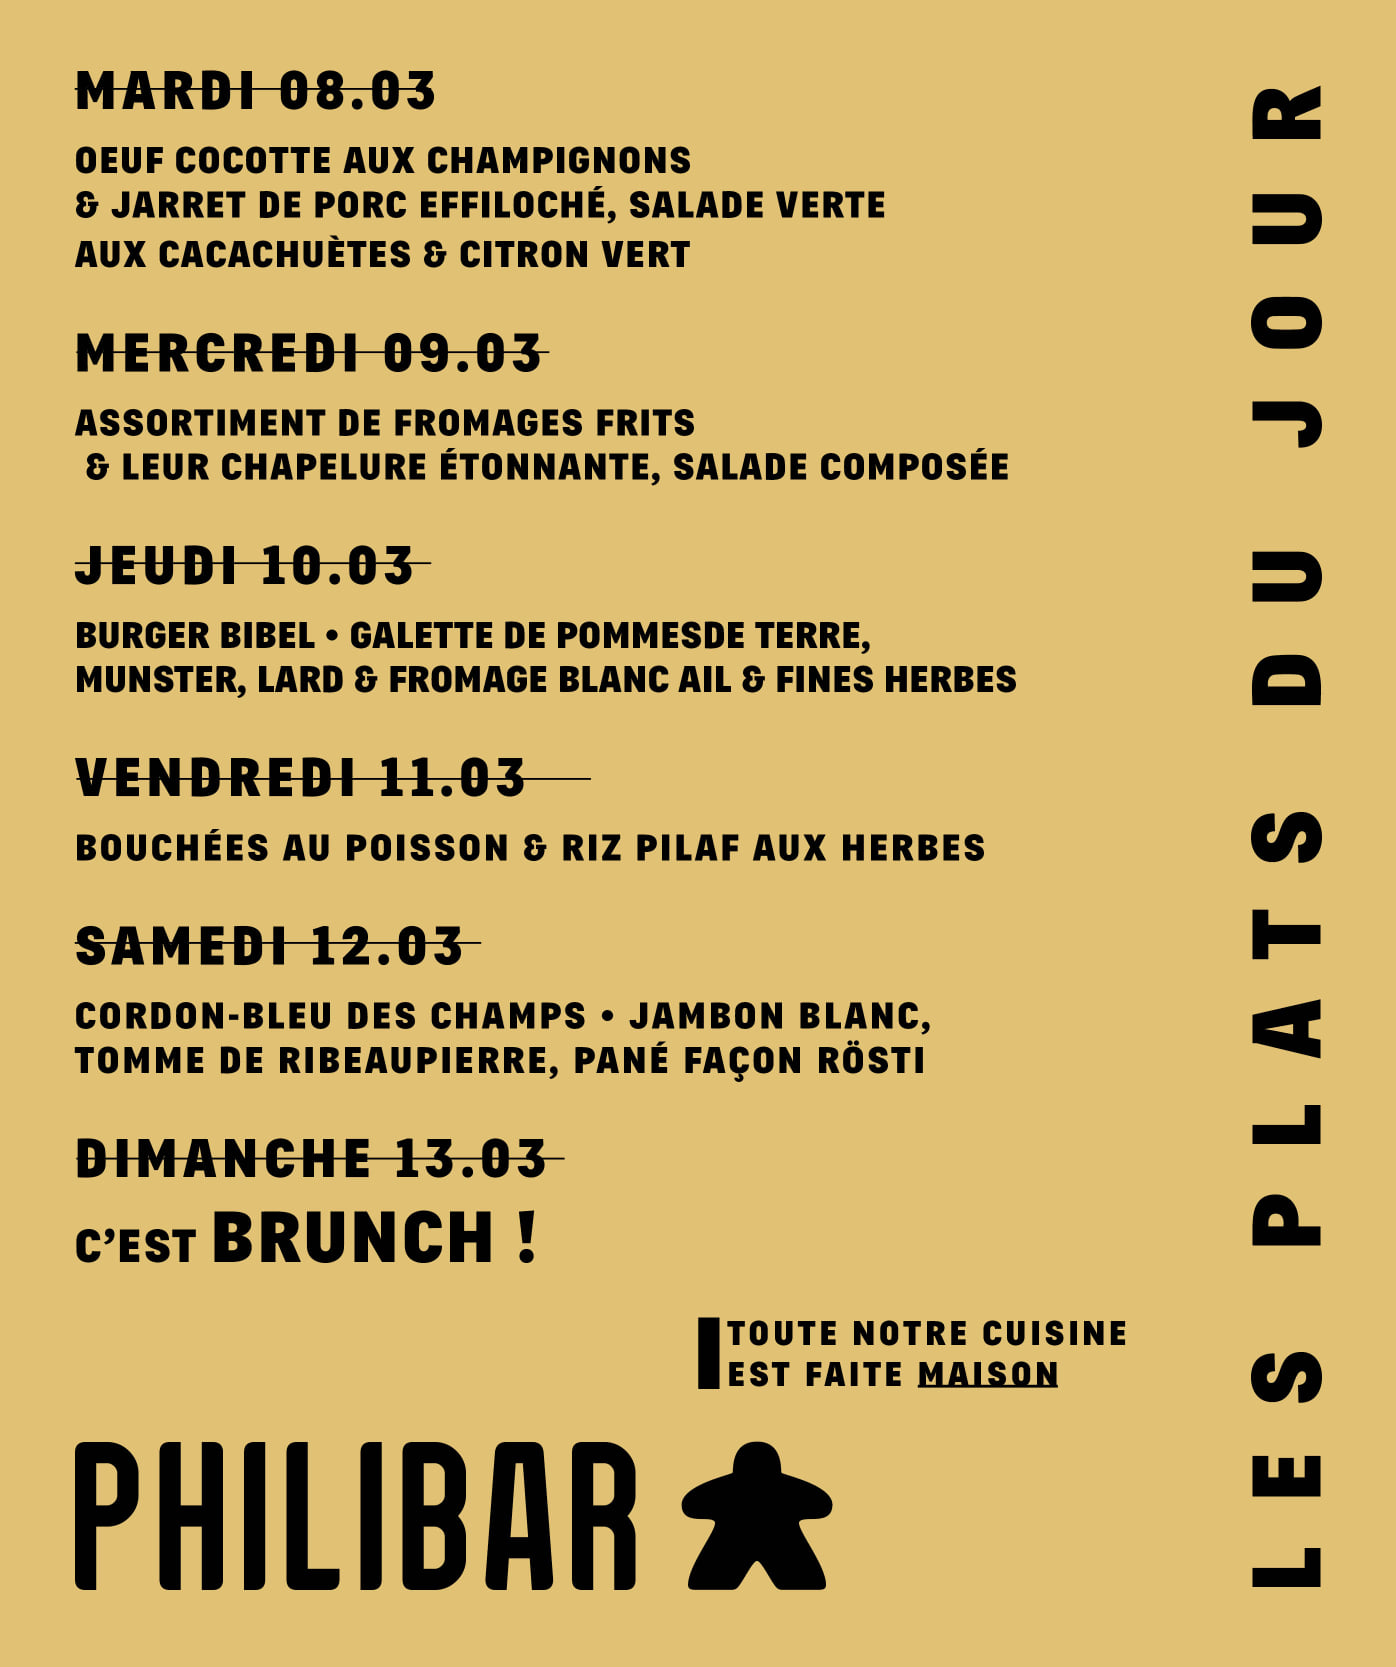 MARDI 08.03
OEUF COCOTTE AUX CHAMPIGNONS
& JARRET DE PORC EFFILOCHÉ, SALADE VERTE
AUX CACACHUÈTES & CITRON VERT
MERCREDI 09.03
ASSORTIMENT DE FROMAGES FRITS
& LEUR CHAPELURE ÉTONNANTE, SALADE COMPOSÉE
JEUDI 10.03
BURGER BIBEL • GALETTE DE POMMESDE TERRE,
MUNSTER, LARD & FROMAGE BLANC AIL & FINES HERBES
VENDREDI 11.03
BOUCHÉES AU POISSON & RIZ PILAF AUX HERBES
SAMEDI 12.03
CORDON-BLEU DES CHAMPS • JAMBON BLANC,
TOMME DE RIBEAUPIERRE, PANÉ FAÇON RÖSTI
DIMANCHE 13.03
C’EST BRUNCH !
TOUTE NOTRE CUISINE
EST FAITE MAISON
PHILIBAR
LES PLATS DU JOUR